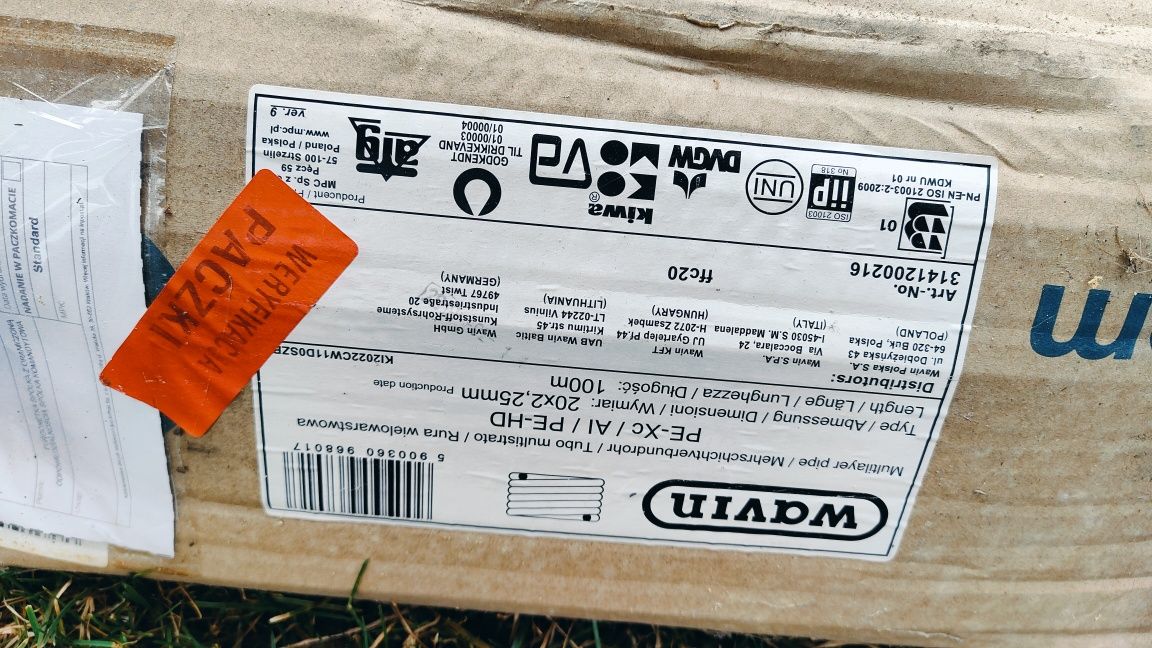 wavin
5 900360 968017
Multilayer pipe / Mehrschichtverbundrohr / Tubo multistrato / Rura wielowarstwowa
PE-Xc / Al / PE-HD
Type / Abmessung / Dimensioni / Wymiar: 20x2,25mm
Length / Länge / Lunghezza / Długość: 100m
Production date
KI2022CW11D0SZE
Distributors:
Wavin Polska S.A.
ul. Dobieżyńska 43
64-320 Buk, Polska
(POLAND)
Wavin S.P.A.
Via Boccalara, 24
I-45030 S.M. Maddalena
(ITALY)
Wavin KFT
UJ Gyartelep Pf.44
H-2072 Zsambek
(HUNGARY)
UAB Wavin Baltic
Kirtimu str.45
LT-02244 Vilnius
(LITHUANIA)
Wavin GmbH
Kunststoff-Rohrsysteme
Industriestraße 20
49767 Twist
(GERMANY)
Art.-No.
3141200216
ffc20
01
PN-EN ISO 21003-2:2009
KDWU nr 01
ISO 21003
iip
No 318
UNI
DVGW
kiwa
KOMO
GODKENDT
TIL DRIKKEVAND
01/00003
01/00004
atg
Producent /
MPC Sp. z
Pęcz 59
57-100 Strzelin
Poland / Polska
www.mpc.pl
ver. 9
WERYFIKACJA
PACZKI
NADANIE W PACZKOMACIE
Standard
MPC
m